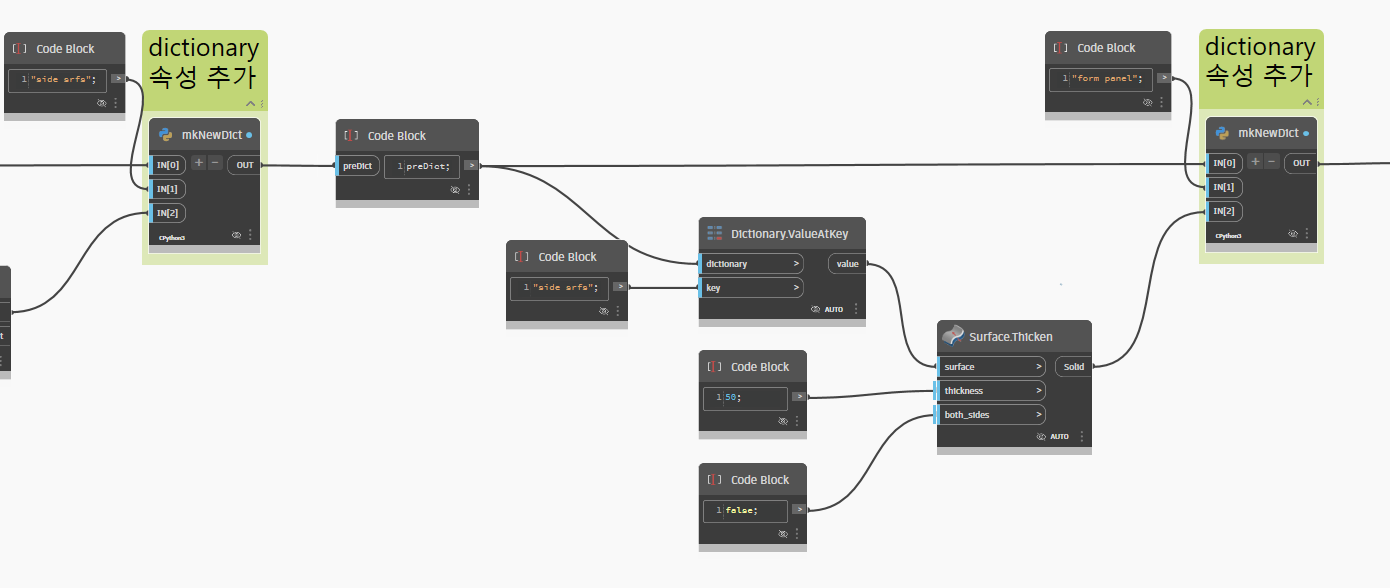 Code Block
1 "side srfs";
>
dictionary
속성 추가
mkNewDict
IN[0]
+
-
OUT
IN[1]
IN[2]
CPython3
t
Code Block
preDict
1 preDict;
>
Code Block
1 "side srfs";
>
Dictionary.ValueAtKey
dictionary >
value
key >
AUTO
Code Block
1 50;
>
Code Block
1 false;
>
Surface.Thicken
surface >
Solid
thickness >
both_sides >
AUTO
Code Block
1 "form panel";
>
dictionary
속성 추가
mkNewDict
IN[0]
+
-
OUT
IN[1]
IN[2]
CPython3